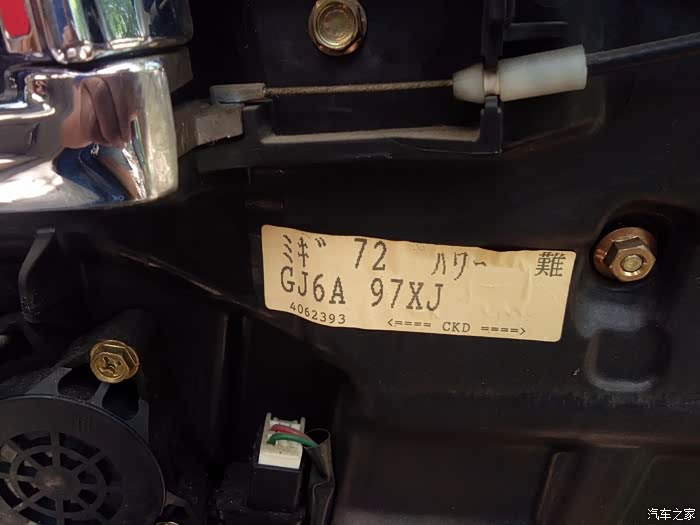 ミギ 72 パワー 難
GJ6A 97XJ
4062393 <==== CKD ====>
汽车之家